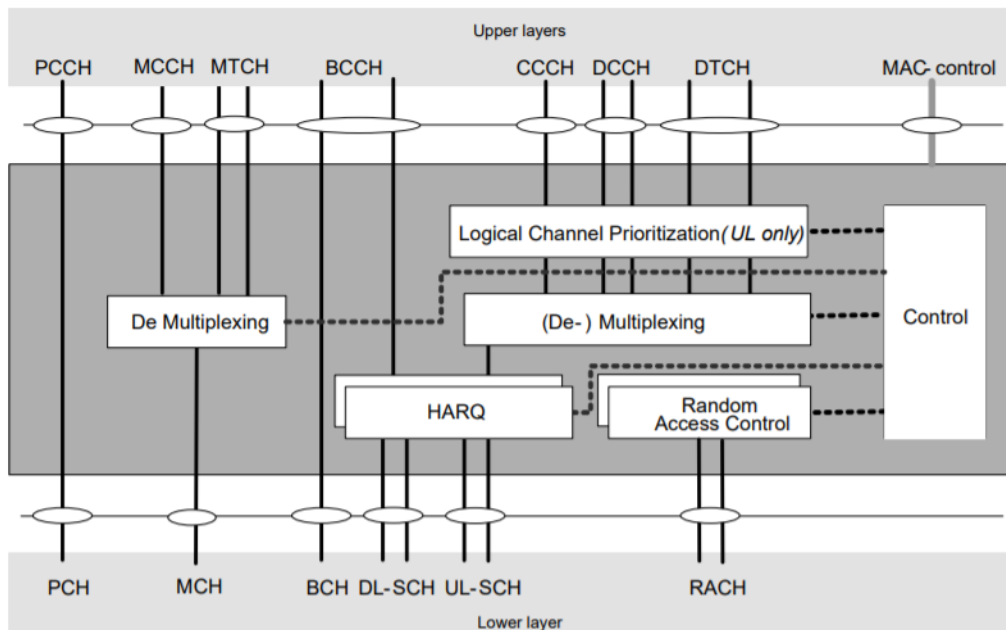 Upper layers
PCCH MCCH MTCH BCCH CCCH DCCH DTCH MAC- control
Logical Channel Prioritization(UL only)
De Multiplexing
(De-) Multiplexing
Control
HARQ
Random
Access Control
PCH MCH BCH DL-SCH UL-SCH RACH
Lower layer